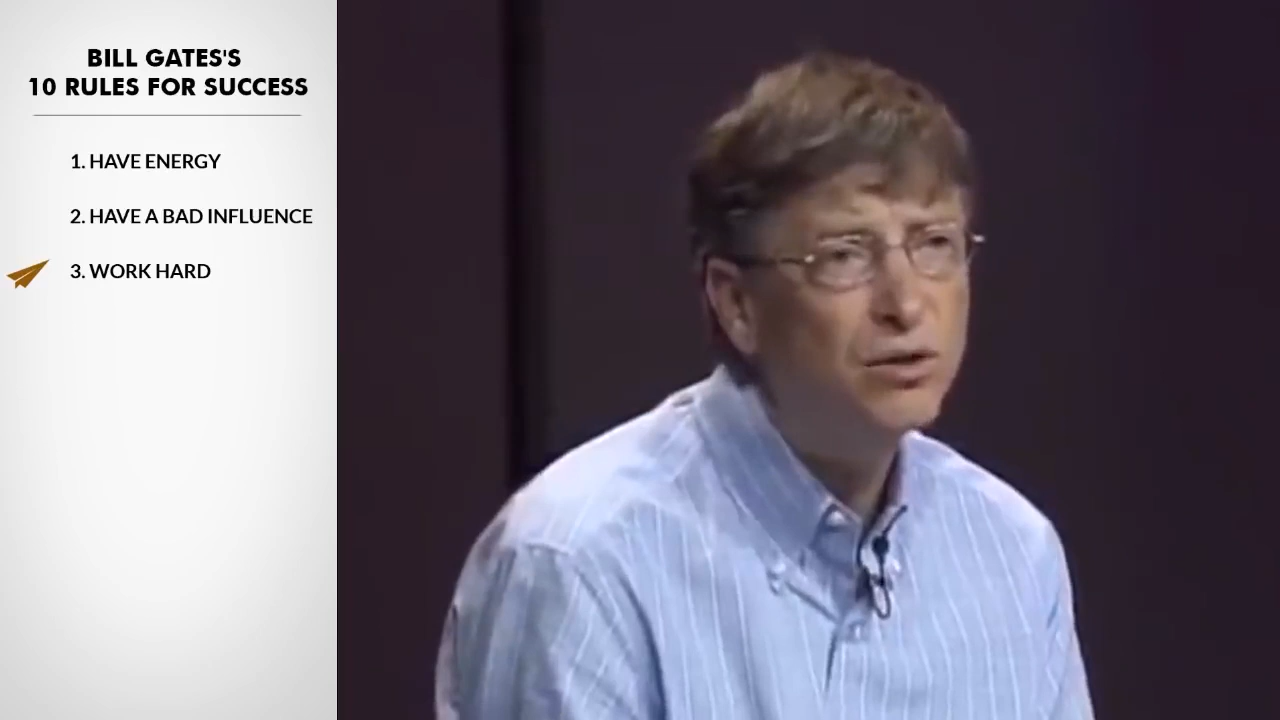 BILL GATES'S
10 RULES FOR SUCCESS
1. HAVE ENERGY
2. HAVE A BAD INFLUENCE
3. WORK HARD